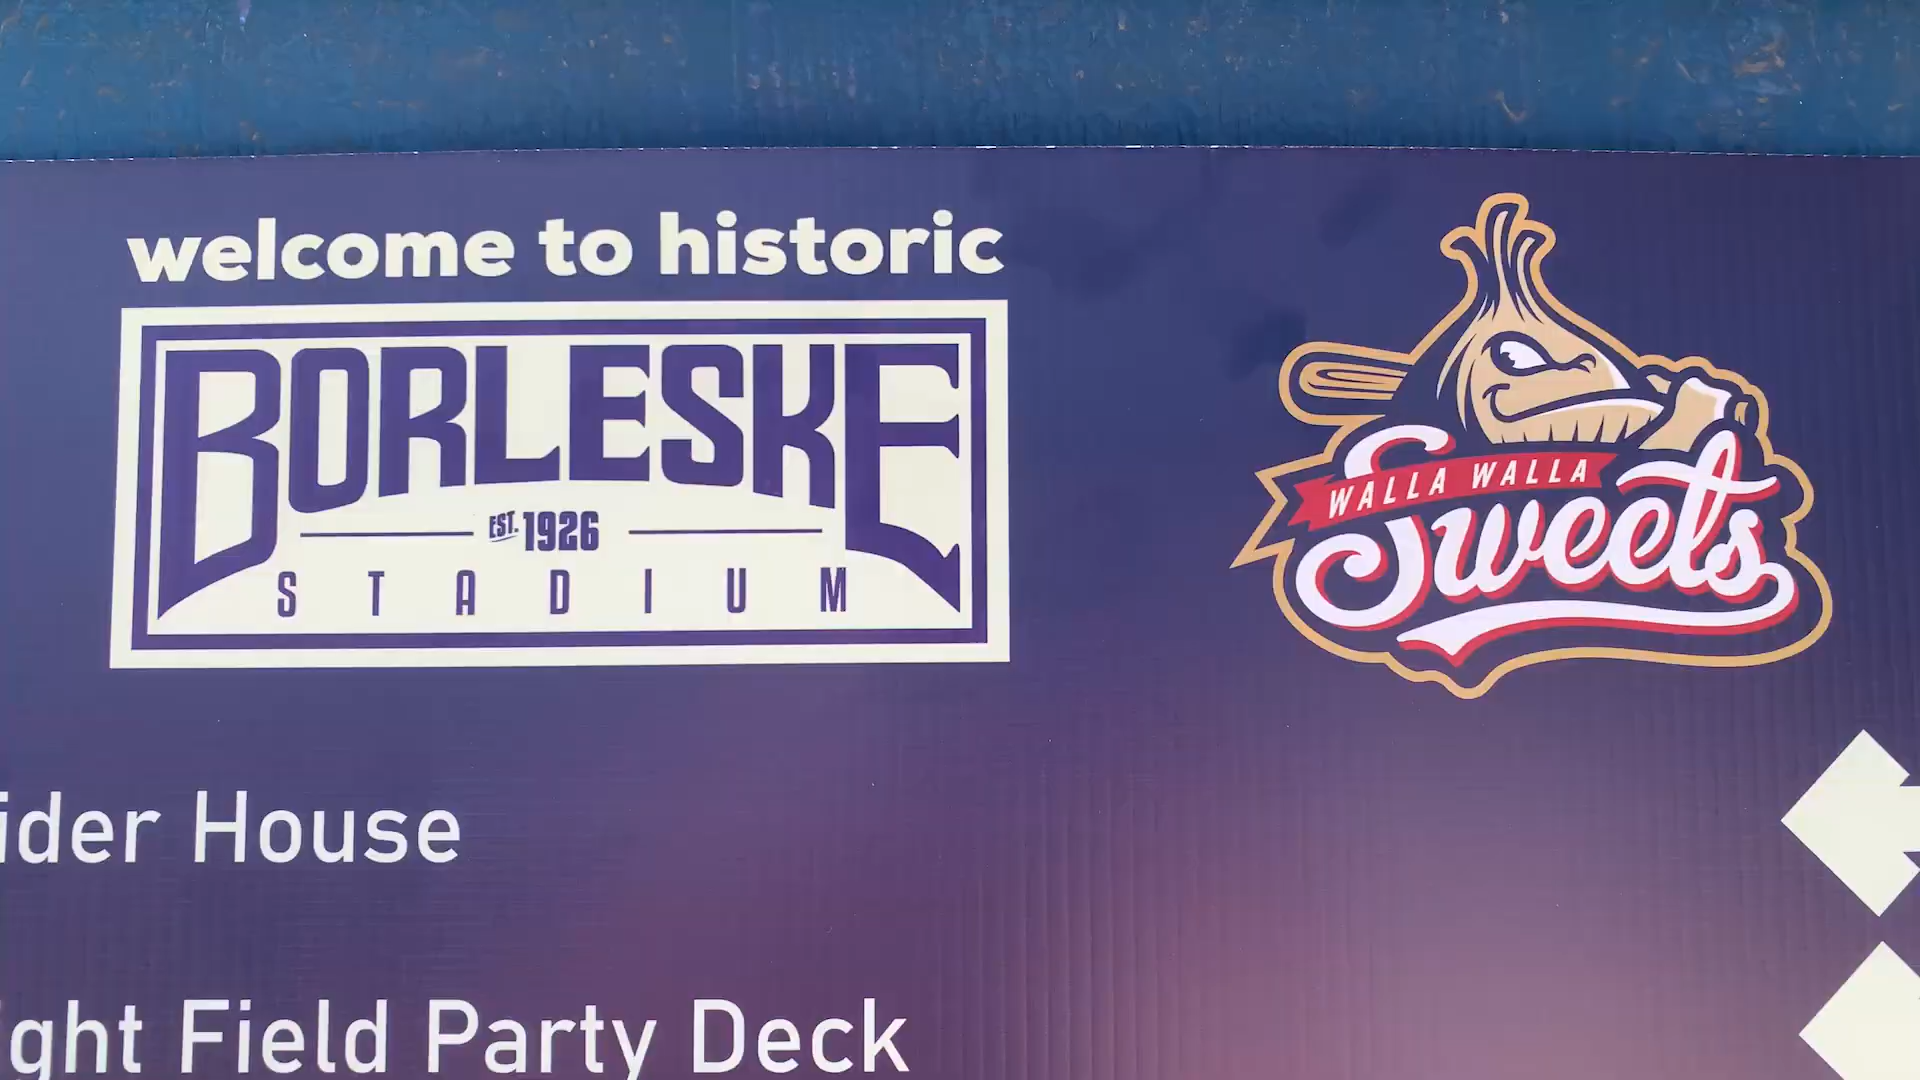 welcome to historic
BORLESKE
EST. 1926
STADIUM
WALLA WALLA
Sweets
ider House
ght Field Party Deck